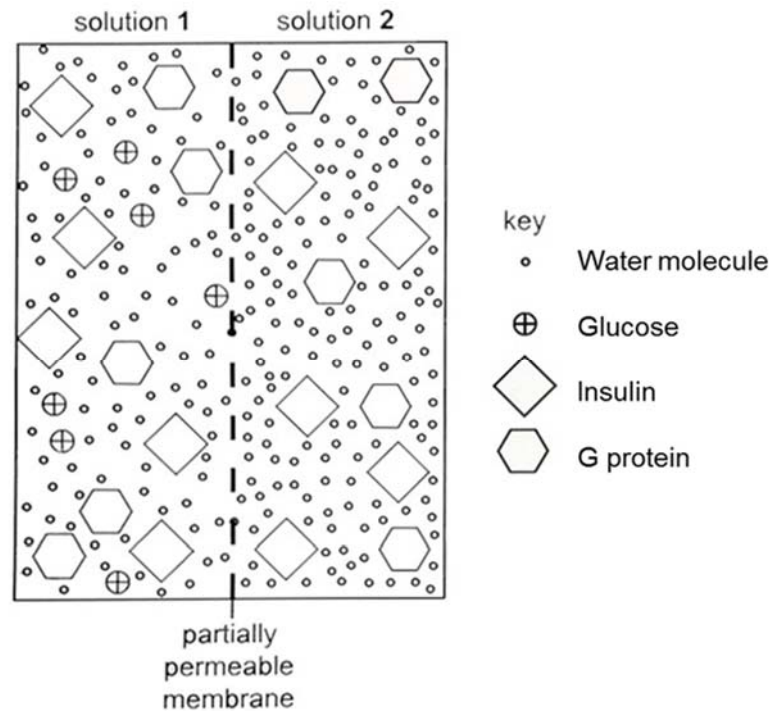 solution 1
solution 2
key
Water molecule
Glucose
Insulin
G protein
partially
permeable
membrane